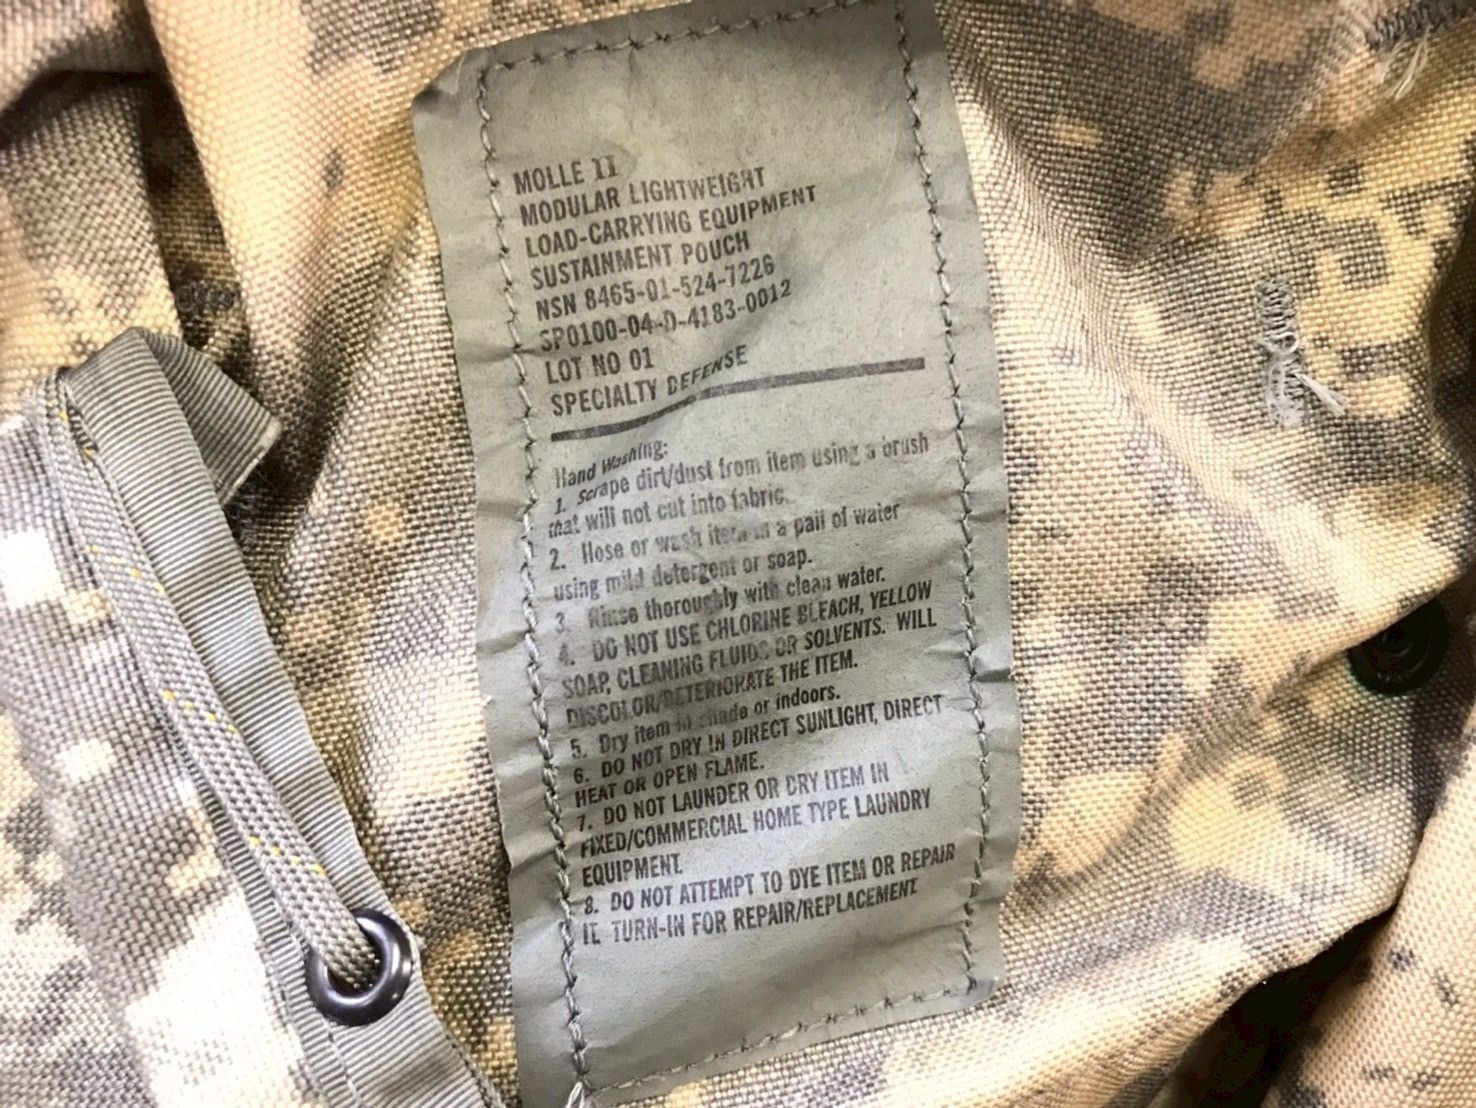 MOLLE II
MODULAR LIGHTWEIGHT
LOAD-CARRYING EQUIPMENT
SUSTAINMENT POUCH
NSN 8465-01-524-7226
SP0100-04-D-4183-0012
LOT NO 01
SPECIALTY DEFENSE
Hand Washing:
1. Scrape dirt/dust from item using a brush
that will not cut into fabric.
2. Hose or wash item in a pail of water
using mild detergent or soap.
3. Rinse thoroughly with clean water.
4. DO NOT USE CHLORINE BLEACH, YELLOW
SOAP, CLEANING FLUIDS OR SOLVENTS. WILL
DISCOLOR/DETERIORATE THE ITEM.
5. Dry item in shade or indoors.
6. DO NOT DRY IN DIRECT SUNLIGHT, DIRECT
HEAT OR OPEN FLAME.
7. DO NOT LAUNDER OR DRY ITEM IN
FIXED/COMMERCIAL HOME TYPE LAUNDRY
EQUIPMENT.
8. DO NOT ATTEMPT TO DYE ITEM OR REPAIR
IT. TURN-IN FOR REPAIR/REPLACEMENT